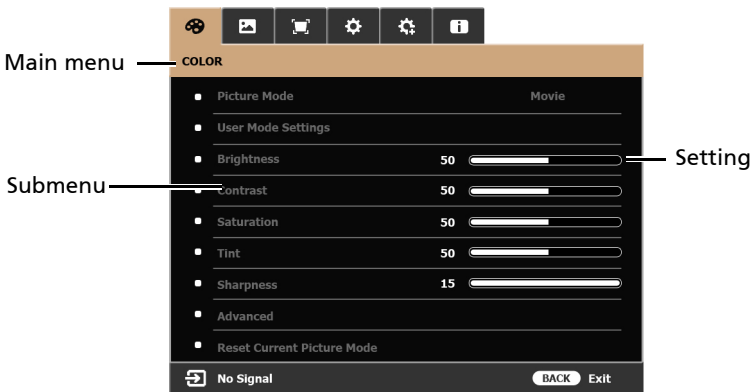 Main menu
COLOR
Picture Mode Movie
User Mode Settings
Brightness 50
Setting
Submenu
Contrast 50
Saturation 50
Tint 50
Sharpness 15
Advanced
Reset Current Picture Mode
No Signal BACK Exit